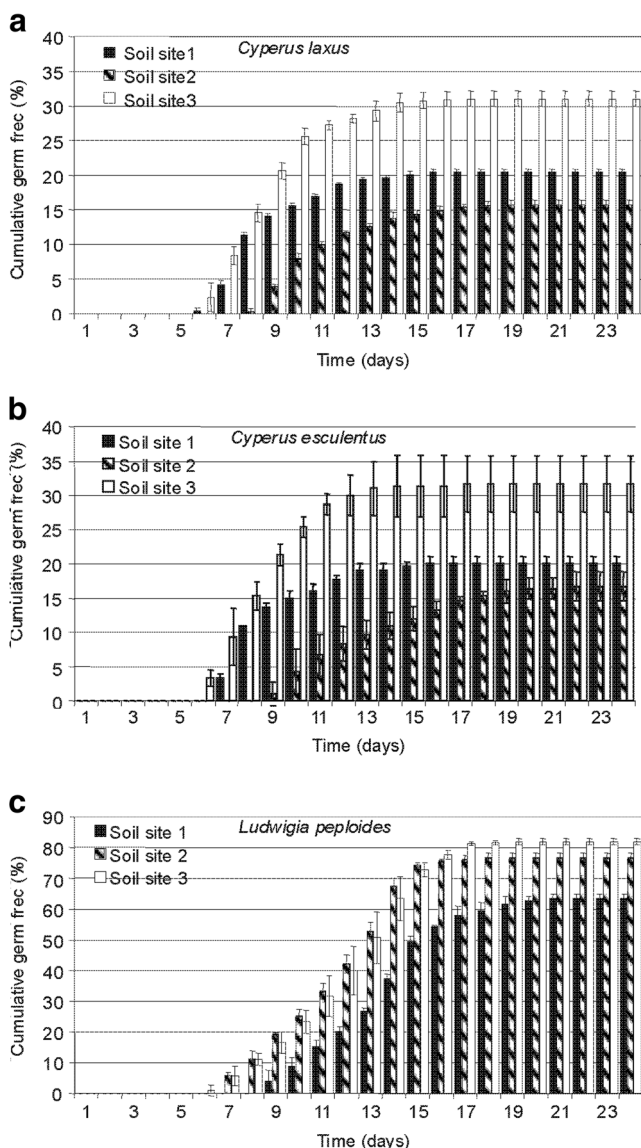 a
Cyperus laxus
Soil site1
Soil site2
Soil site3
Cumulative germ frec (%)
40
35
30
25
20
15
10
5
0
1 3 5 7 9 11 13 15 17 19 21 23
Time (days)
b
Cyperus esculentus
Soil site 1
Soil site 2
Soil site 3
Cumulative germ frec (%)
40
35
30
25
20
15
10
5
0
1 3 5 7 9 11 13 15 17 19 21 23
Time (days)
c
Ludwigia peploides
Soil site 1
Soil site 2
Soil site 3
Cumulative germ frec (%)
90
80
70
60
50
40
30
20
10
0
1 3 5 7 9 11 13 15 17 19 21 23
Time (days)